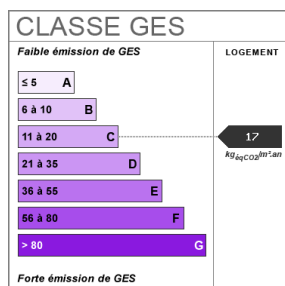 CLASSE GES
Faible émission de GES
LOGEMENT
≤ 5 A
6 à 10 B
11 à 20 C
17
kgéqCO2/m².an
21 à 35 D
36 à 55 E
56 à 80 F
> 80 G
Forte émission de GES